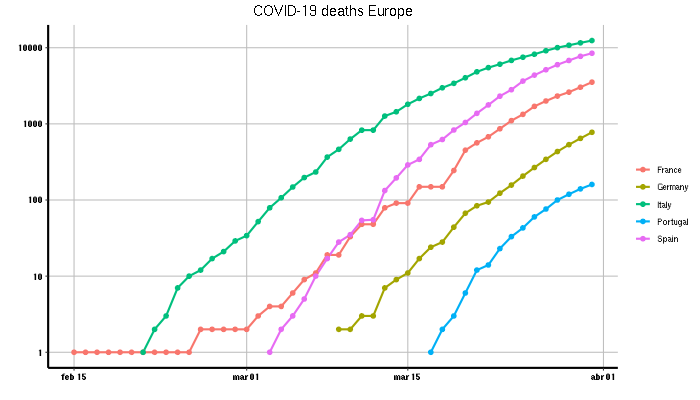 COVID-19 deaths Europe
10000
1000
100
10
1
feb 15
mar 01
mar 15
abr 01
France
Germany
Italy
Portugal
Spain